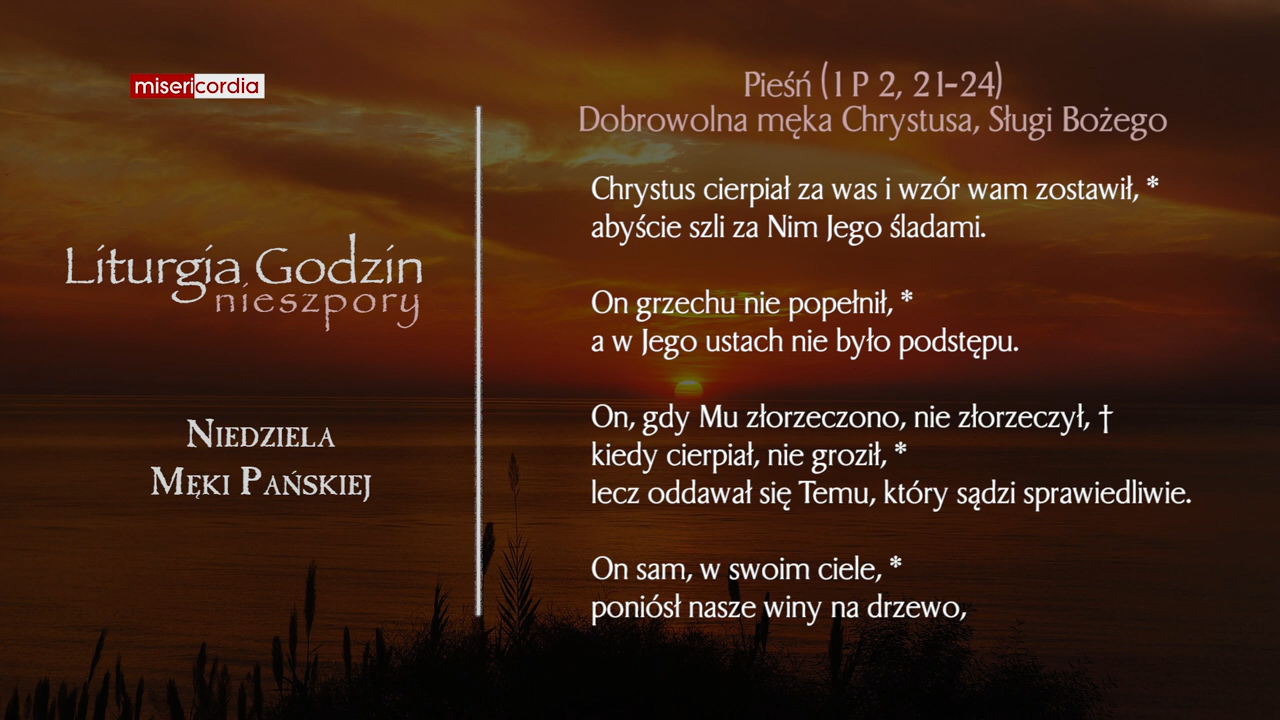 misericordia
Liturgia Godzin
nieszpory
Niedziela
Męki Pańskiej
Pieśń (1 P 2, 21-24)
Dobrowolna męka Chrystusa, Sługi Bożego
Chrystus cierpiał za was i wzór wam zostawił, *
abyście szli za Nim Jego śladami.
On grzechu nie popełnił, *
a w Jego ustach nie było podstępu.
On, gdy Mu złorzeczono, nie złorzeczył, †
kiedy cierpiał, nie groził, *
lecz oddawał się Temu, który sądzi sprawiedliwie.
On sam, w swoim ciele, *
poniósł nasze winy na drzewo,